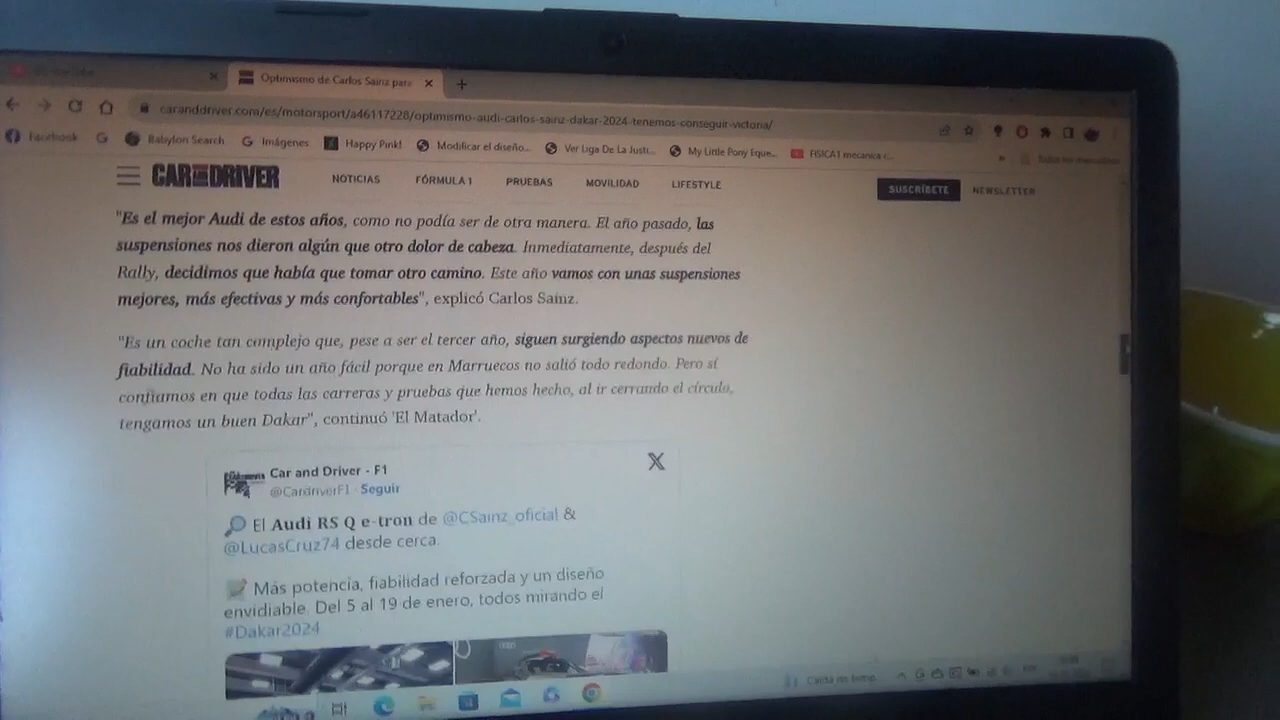 Optimismo de Carlos Sainz para
caranddriver.com/es/motorsport/a46117228/optimismo-audi-carlos-sainz-dakar-2024-tenemos-conseguir-victoria/
Facebook
Babylon Search
Imágenes
Happy Pink!
Modificar el diseño...
Ver Liga De La Justi...
My Little Pony Eque...
FISICA1 mecanica c...
CAR AND DRIVER
NOTICIAS
FÓRMULA 1
PRUEBAS
MOVILIDAD
LIFESTYLE
SUSCRÍBETE
NEWSLETTER
"Es el mejor Audi de estos años, como no podía ser de otra manera. El año pasado, las
suspensiones nos dieron algún que otro dolor de cabeza. Inmediatamente, después del
Rally, decidimos que había que tomar otro camino. Este año vamos con unas suspensiones
mejores, más efectivas y más confortables", explicó Carlos Sainz.
"Es un coche tan complejo que, pese a ser el tercer año, siguen surgiendo aspectos nuevos de
fiabilidad. No ha sido un año fácil porque en Marruecos no salió todo redondo. Pero sí
confiamos en que todas las carreras y pruebas que hemos hecho, al ir cerrando el círculo,
tengamos un buen Dakar", continuó 'El Matador'.
Car and Driver - F1
@CardriverF1 · Seguir
X
El Audi RS Q e-tron de @CSainz_oficial &
@LucasCruz74 desde cerca.
Más potencia, fiabilidad reforzada y un diseño
envidiable. Del 5 al 19 de enero, todos mirando el
#Dakar2024
Caída de temp.